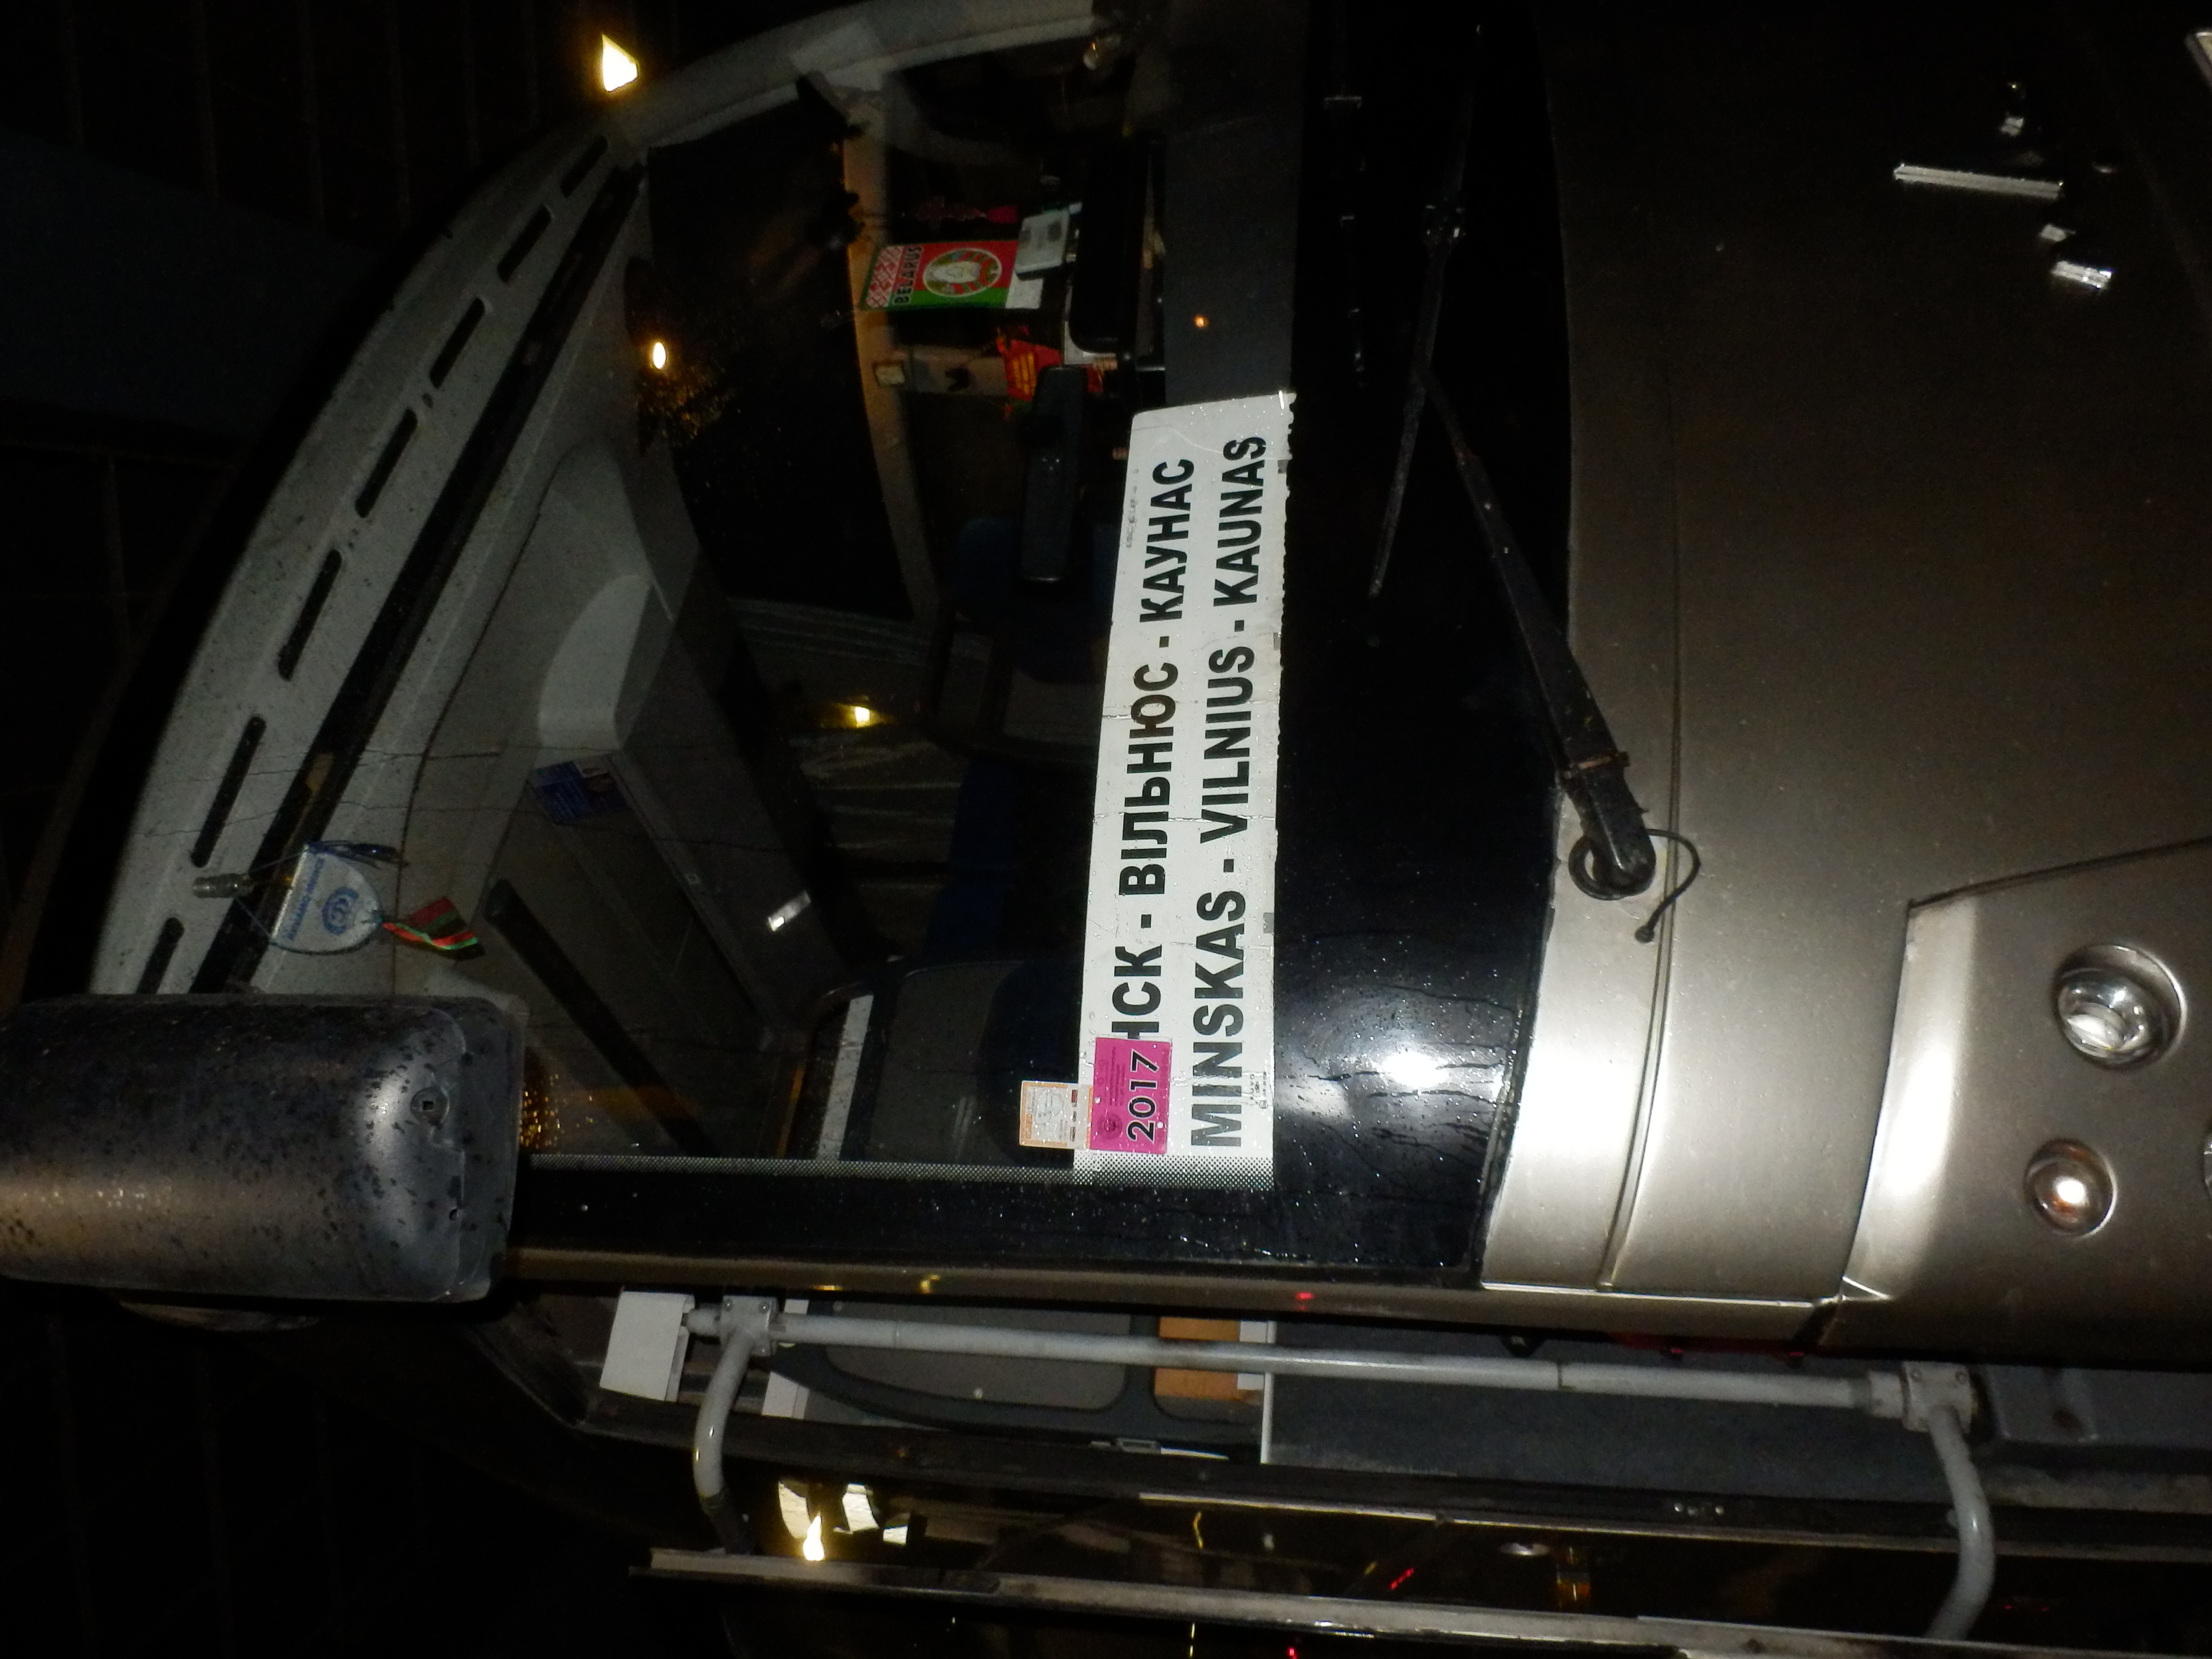 BELARUS
НСК - ВІЛЬНЮС - КАУНАС
MINSKAS - VILNIUS - KAUNAS
2017